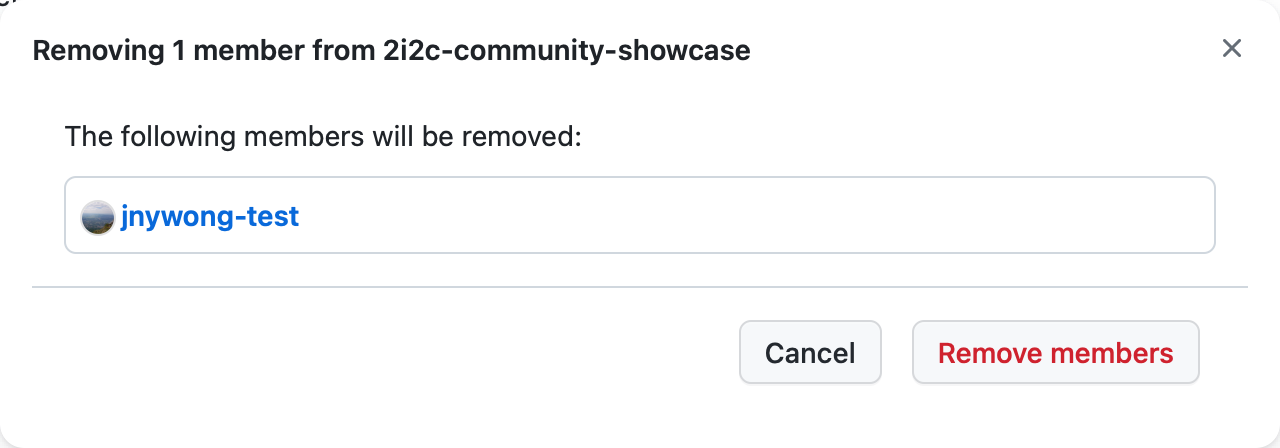 Removing 1 member from 2i2c-community-showcase
The following members will be removed:
jnywong-test
Cancel
Remove members